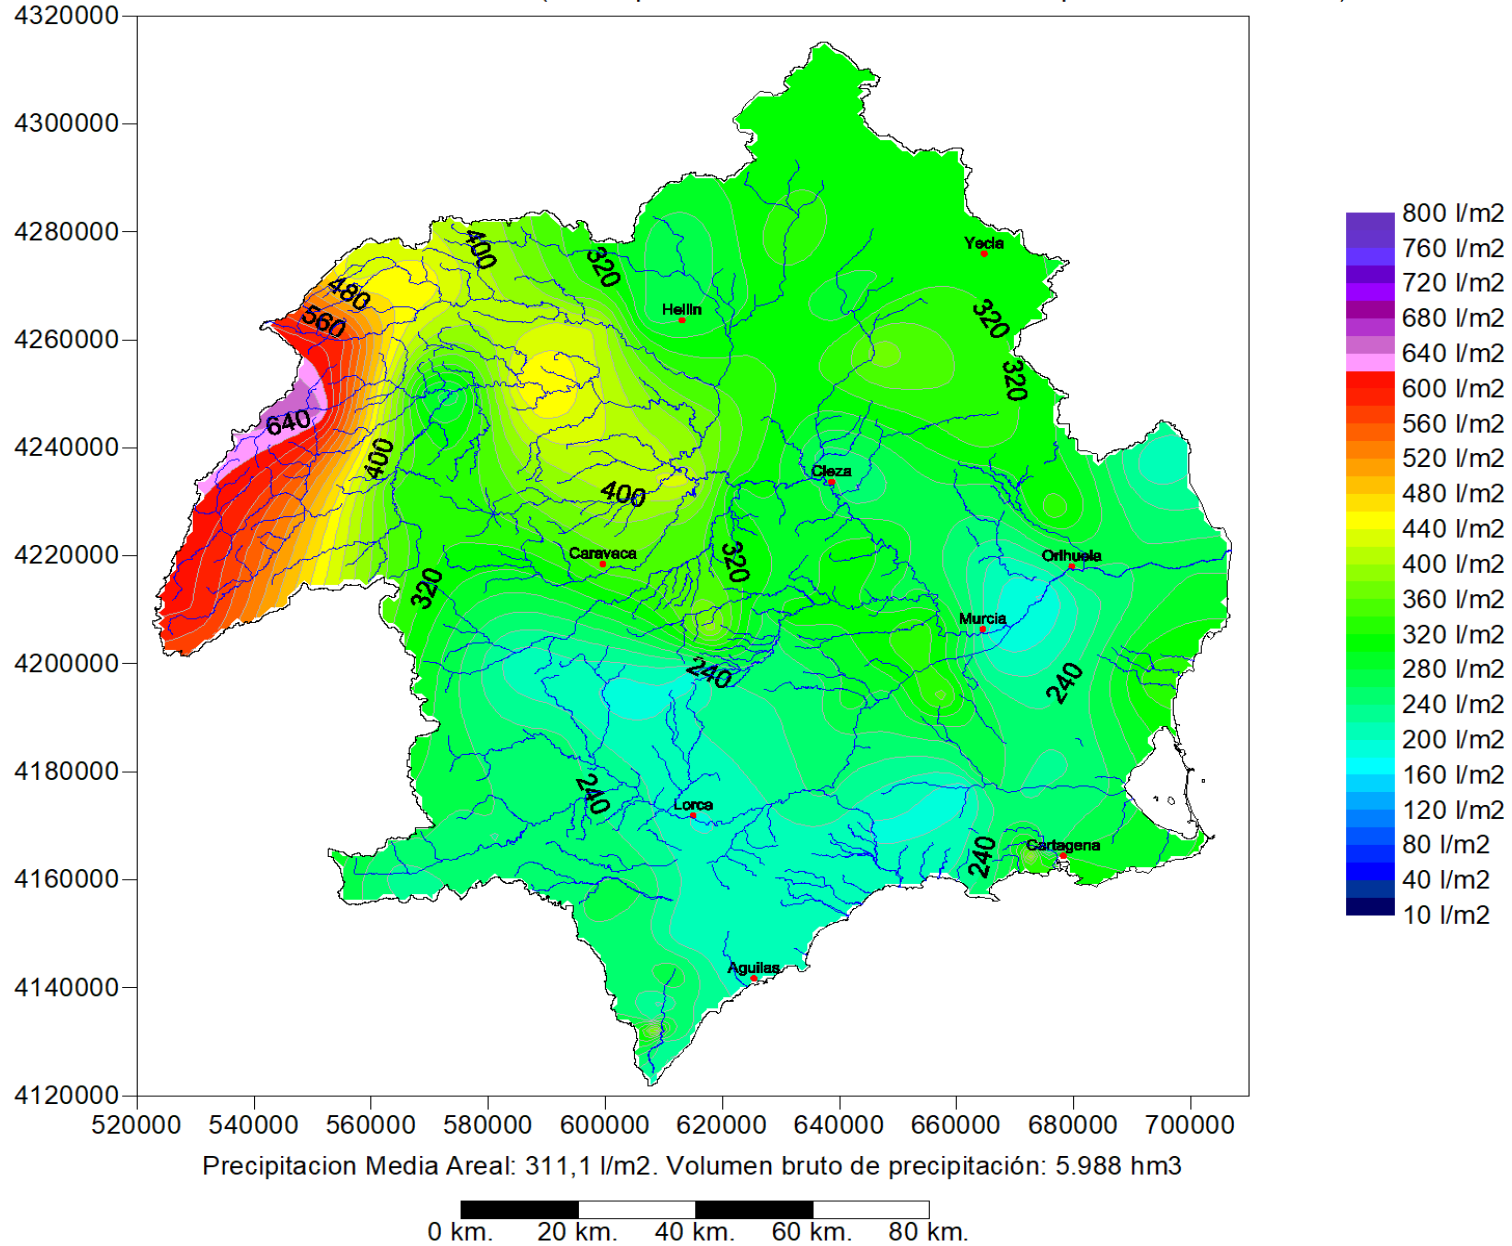 4320000
4300000
4280000
4260000
4240000
4220000
4200000
4180000
4160000
4140000
4120000
520000 540000 560000 580000 600000 620000 640000 660000 680000 700000
400
320
480
560
640
400
400
320
320
320
320
240
240
240
240
Yecla
Hellin
Cieza
Caravaca
Orihuela
Murcia
Lorca
Cartagena
Aguilas
800 l/m2
760 l/m2
720 l/m2
680 l/m2
640 l/m2
600 l/m2
560 l/m2
520 l/m2
480 l/m2
440 l/m2
400 l/m2
360 l/m2
320 l/m2
280 l/m2
240 l/m2
200 l/m2
160 l/m2
120 l/m2
80 l/m2
40 l/m2
10 l/m2
Precipitacion Media Areal: 311,1 l/m2. Volumen bruto de precipitación: 5.988 hm3
0 km. 20 km. 40 km. 60 km. 80 km.